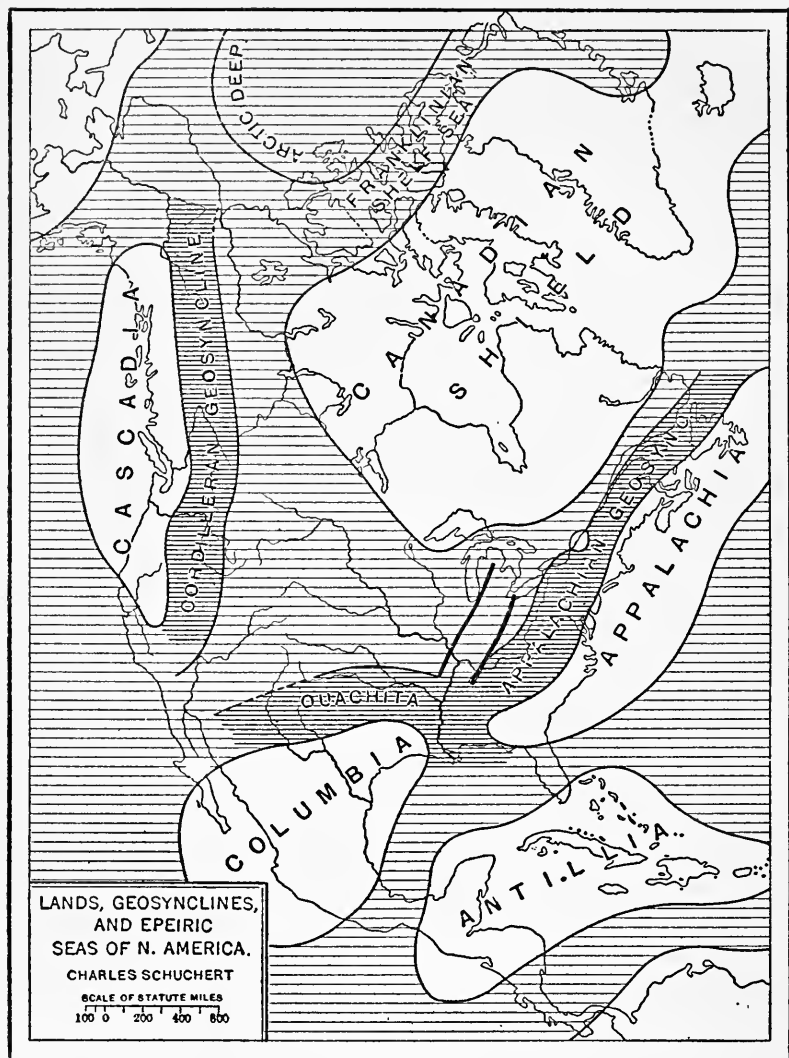 ARCTIC DEEP
FRANKLINIAN
SHELF SEA
CANADIAN
SHIELD
CASCADIA
CORDILLERAN GEOSYNCLINE
APPALACHIAN GEOSYNC.
APPALACHIA
OUACHITA
COLUMBIA
ANTILLIA
LANDS, GEOSYNCLINES,
AND EPEIRIC
SEAS OF N. AMERICA.
CHARLES SCHUCHERT
SCALE OF STATUTE MILES
100 0 200 400 600